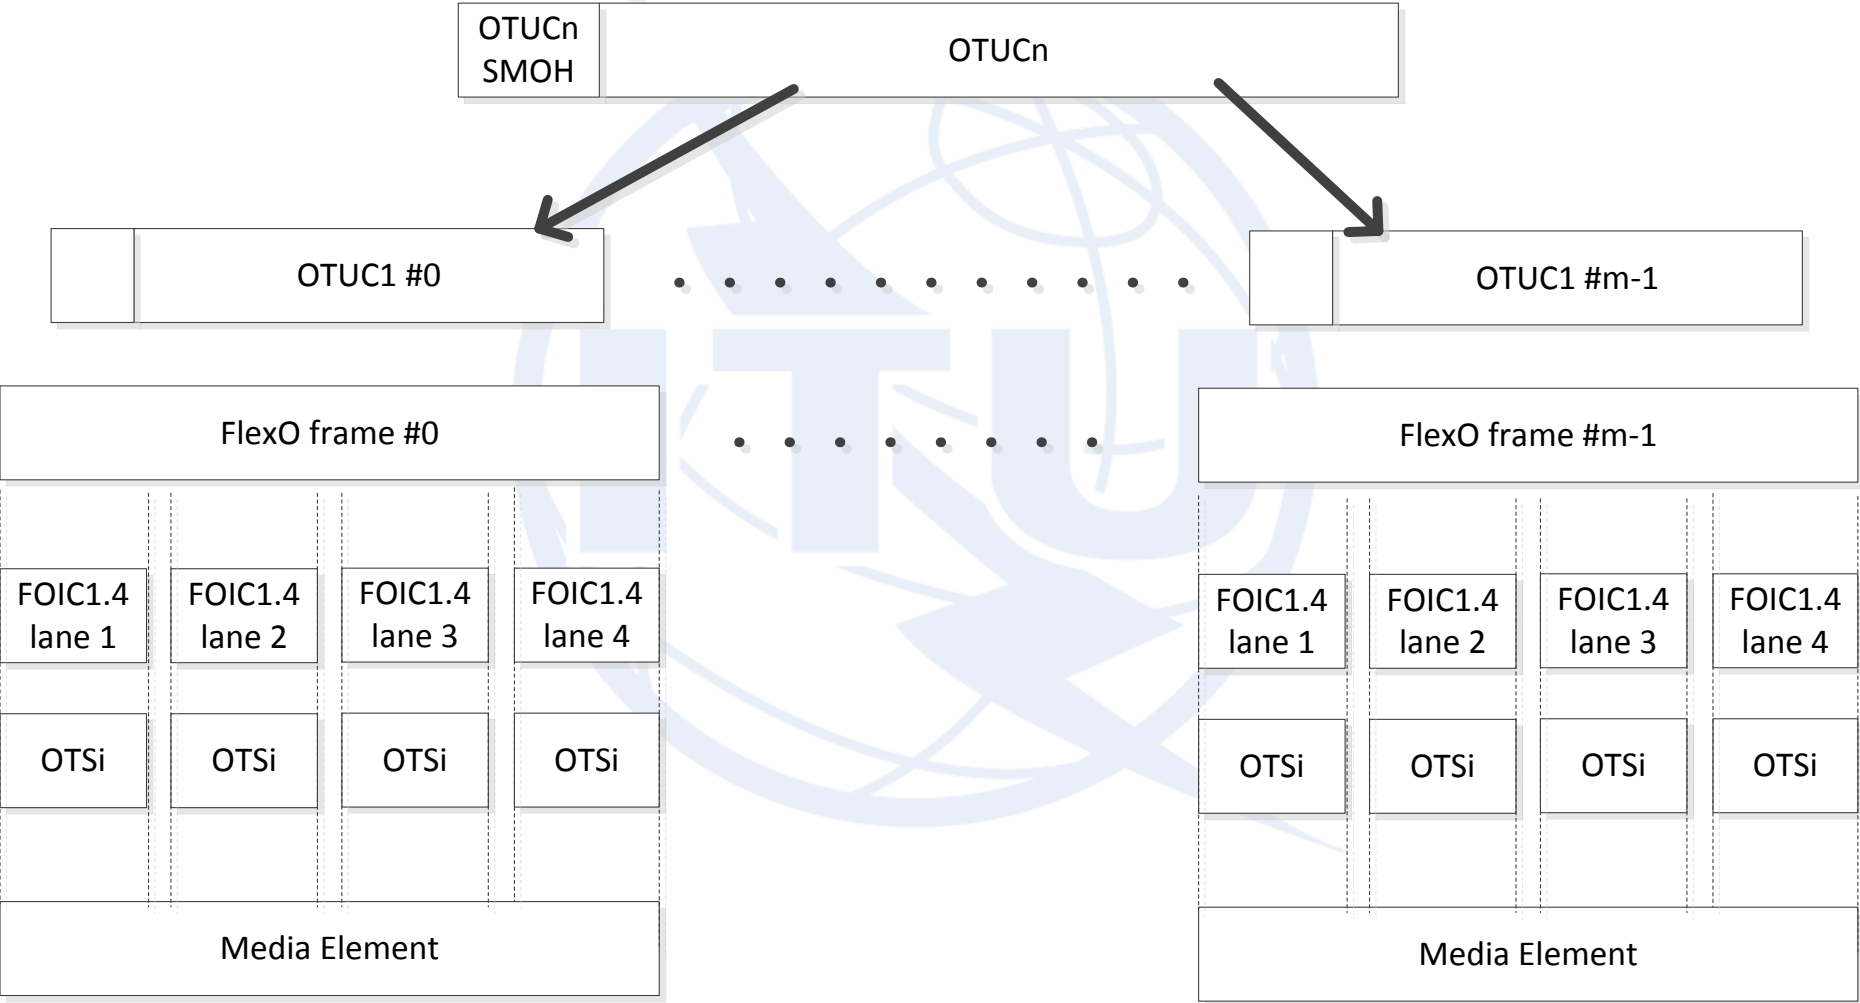 OTUCn
SMOH
OTUCn
OTUC1 #0
OTUC1 #m-1
FlexO frame #0
FlexO frame #m-1
FOIC1.4
lane 1
FOIC1.4
lane 2
FOIC1.4
lane 3
FOIC1.4
lane 4
FOIC1.4
lane 1
FOIC1.4
lane 2
FOIC1.4
lane 3
FOIC1.4
lane 4
OTSi
OTSi
OTSi
OTSi
OTSi
OTSi
OTSi
OTSi
Media Element
Media Element
ITU